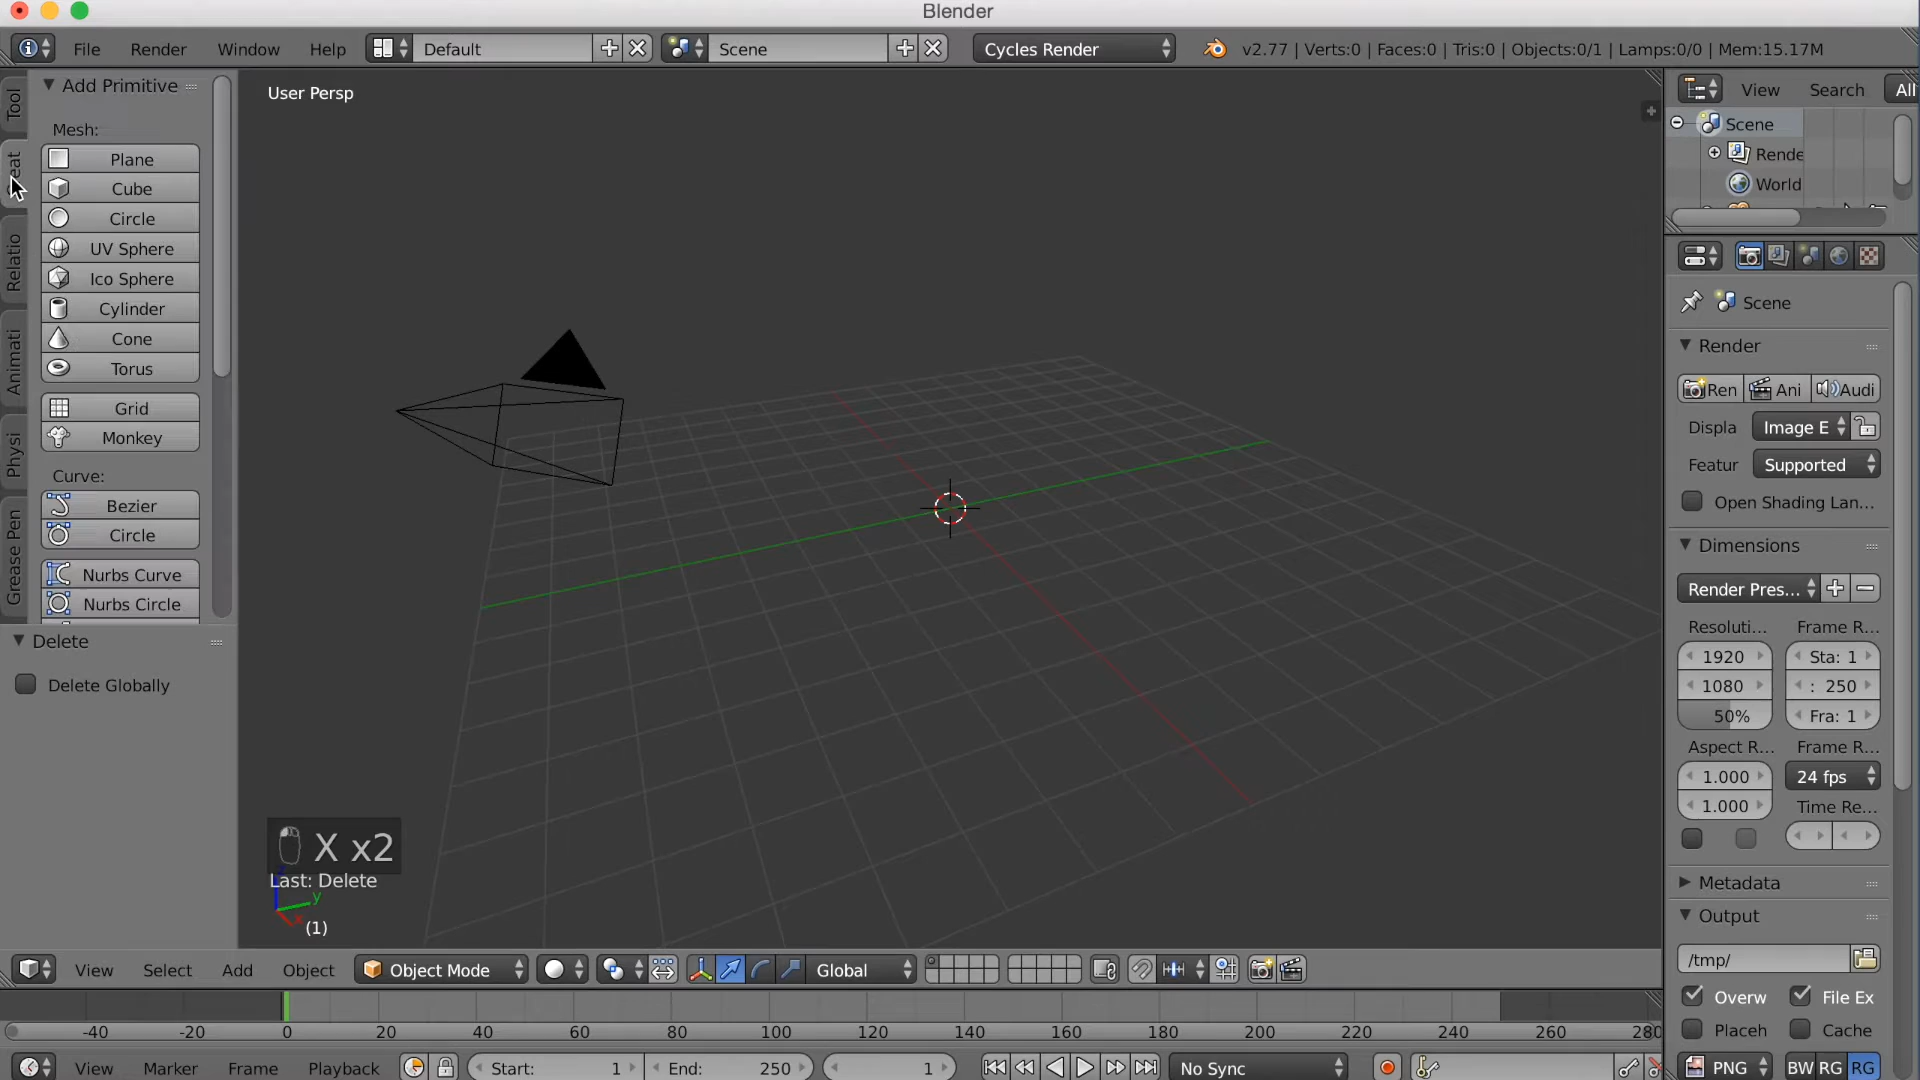 Blender
File Render Window Help Default Scene Cycles Render v2.77 | Verts:0 | Faces:0 | Tris:0 | Objects:0/1 | Lamps:0/0 | Mem:15.17M
Tool
Relatio
Animati
Physi
Grease Pen
Add Primitive
Mesh:
Plane
Cube
Circle
UV Sphere
Ico Sphere
Cylinder
Cone
Torus
Grid
Monkey
Curve:
Bezier
Circle
Nurbs Curve
Nurbs Circle
Delete
Delete Globally
User Persp
X x2
Last: Delete
y
x
(1)
View Search All
Scene
Rende
World
Scene
Render
Ren Ani Audi
Displa Image E
Featur Supported
Open Shading Lan...
Dimensions
Render Pres...
Resoluti... Frame R...
1920 Sta: 1
1080 : 250
50% Fra: 1
Aspect R... Frame R...
1.000 24 fps
1.000 Time Re...
Metadata
Output
/tmp/
Overw File Ex
Placeh Cache
PNG BW RG RG
View Select Add Object Object Mode Global
-40 -20 0 20 40 60 80 100 120 140 160 180 200 220 240 260 280
View Marker Frame Playback Start: 1 End: 250 1 No Sync